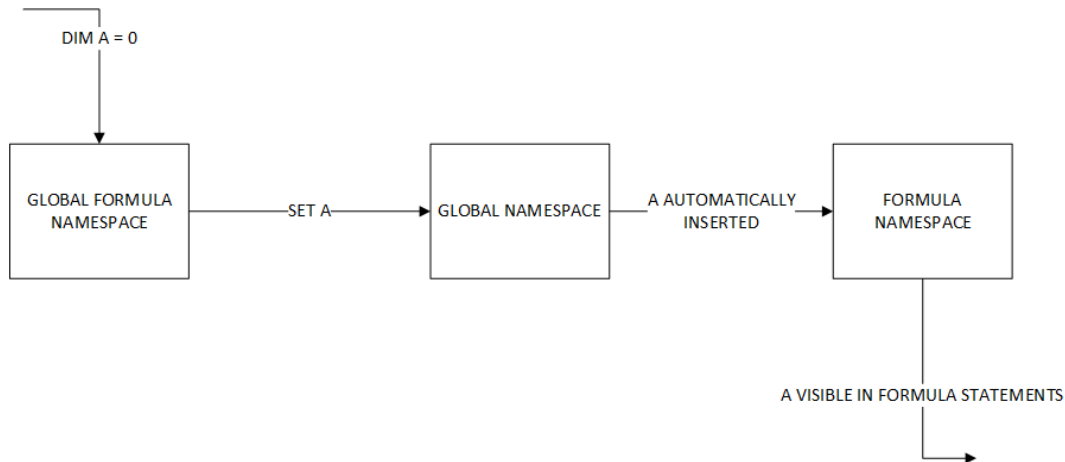 DIM A = 0
GLOBAL FORMULA
NAMESPACE
SET A
GLOBAL NAMESPACE
A AUTOMATICALLY
INSERTED
FORMULA
NAMESPACE
A VISIBLE IN FORMULA STATEMENTS